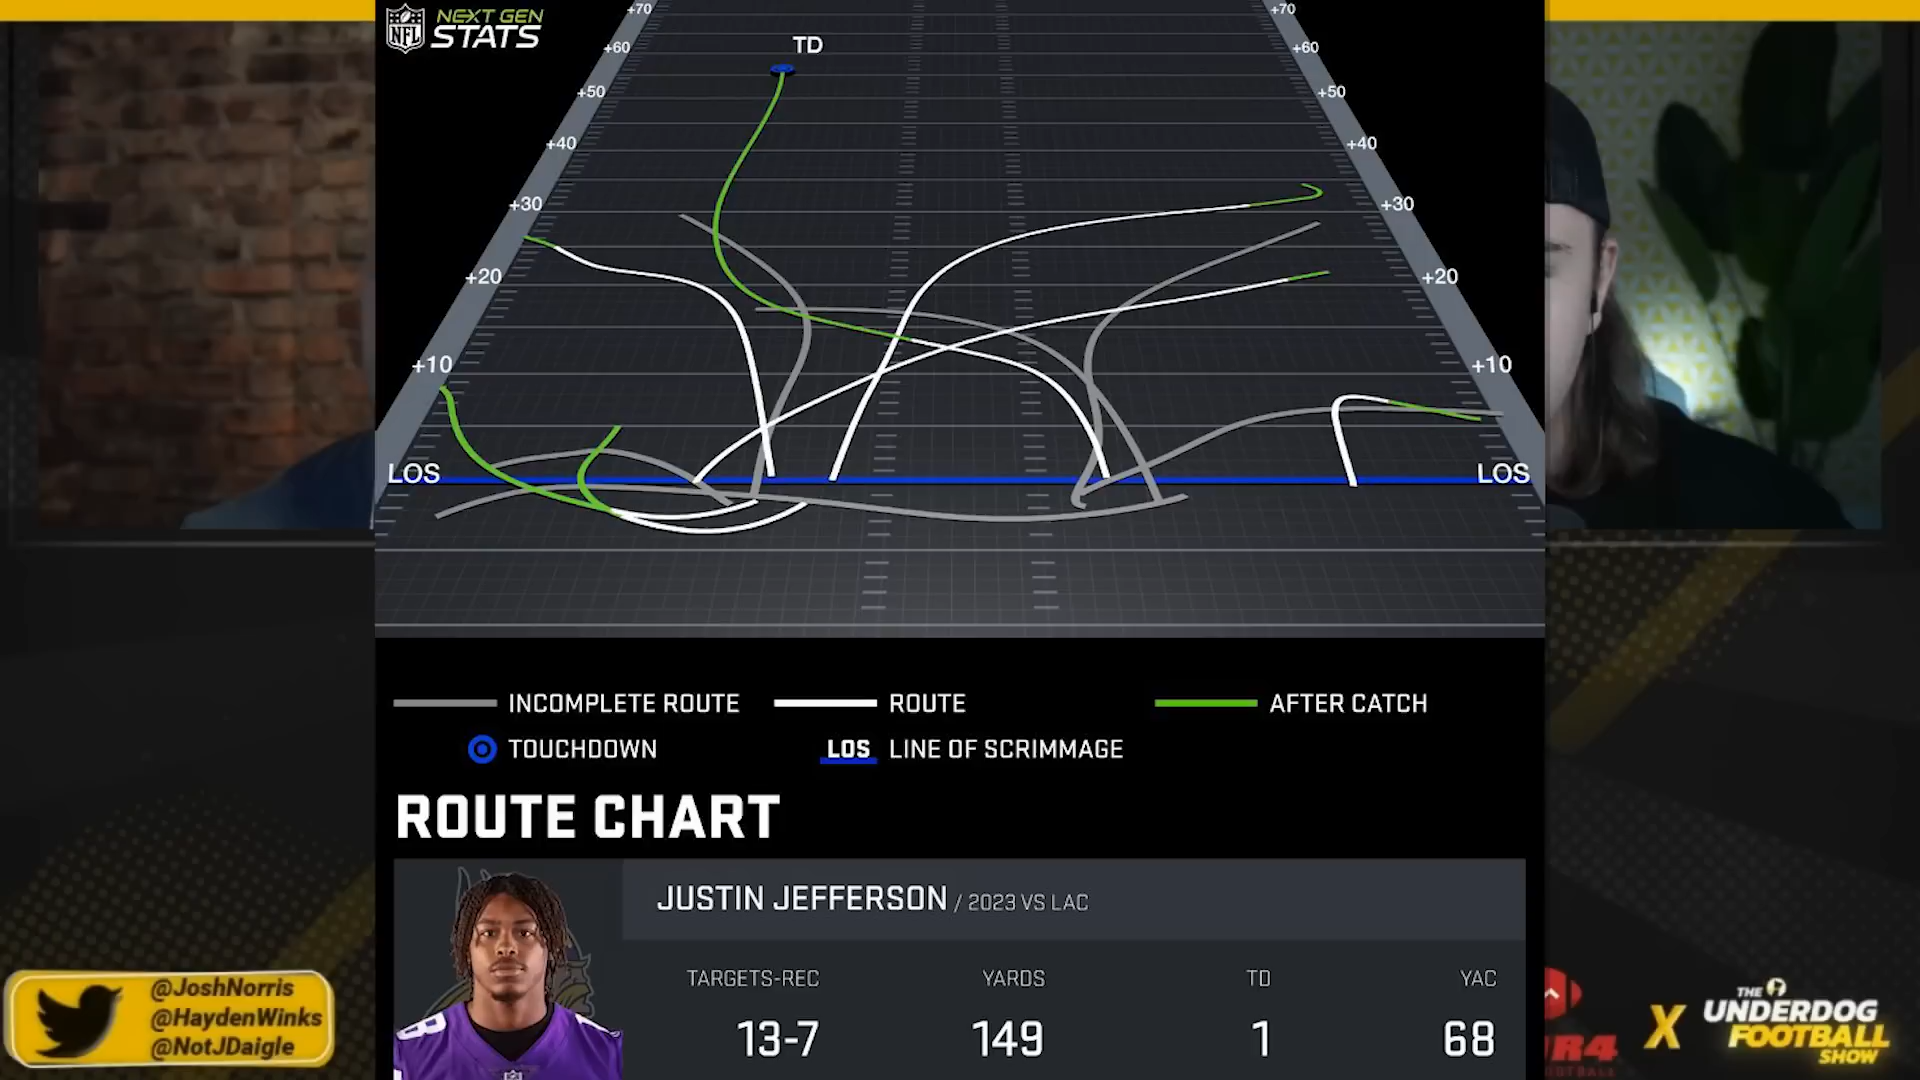 NFL
NEXT GEN
STATS
TD
+70 +70
+60 +60
+50 +50
+40 +40
+30 +30
+20 +20
+10 +10
LOS LOS
INCOMPLETE ROUTE ROUTE AFTER CATCH
TOUCHDOWN LOS LINE OF SCRIMMAGE
ROUTE CHART
JUSTIN JEFFERSON / 2023 VS LAC
TARGETS-REC YARDS TD YAC
13-7 149 1 68
@JoshNorris
@HaydenWinks
@NotJDaigle
X
THE
UNDERDOG
FOOTBALL
SHOW